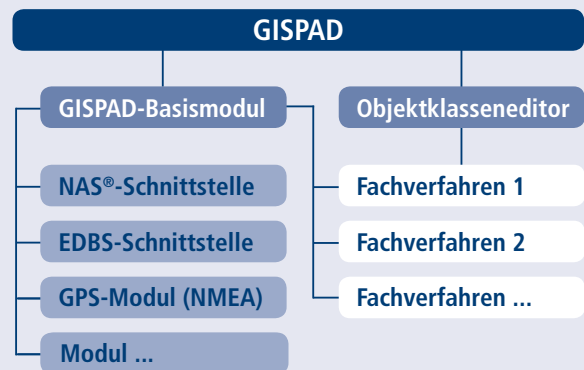 GISPAD
GISPAD-Basismodul
Objektklasseneditor
NAS®-Schnittstelle
Fachverfahren 1
EDBS-Schnittstelle
Fachverfahren 2
GPS-Modul (NMEA)
Fachverfahren ...
Modul ...